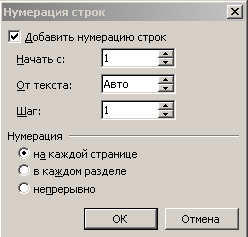 Нумерация строк
Добавить нумерацию строк
Начать с: 1
От текста: Авто
Шаг: 1
Нумерация
на каждой странице
в каждом разделе
непрерывно
OK Отмена